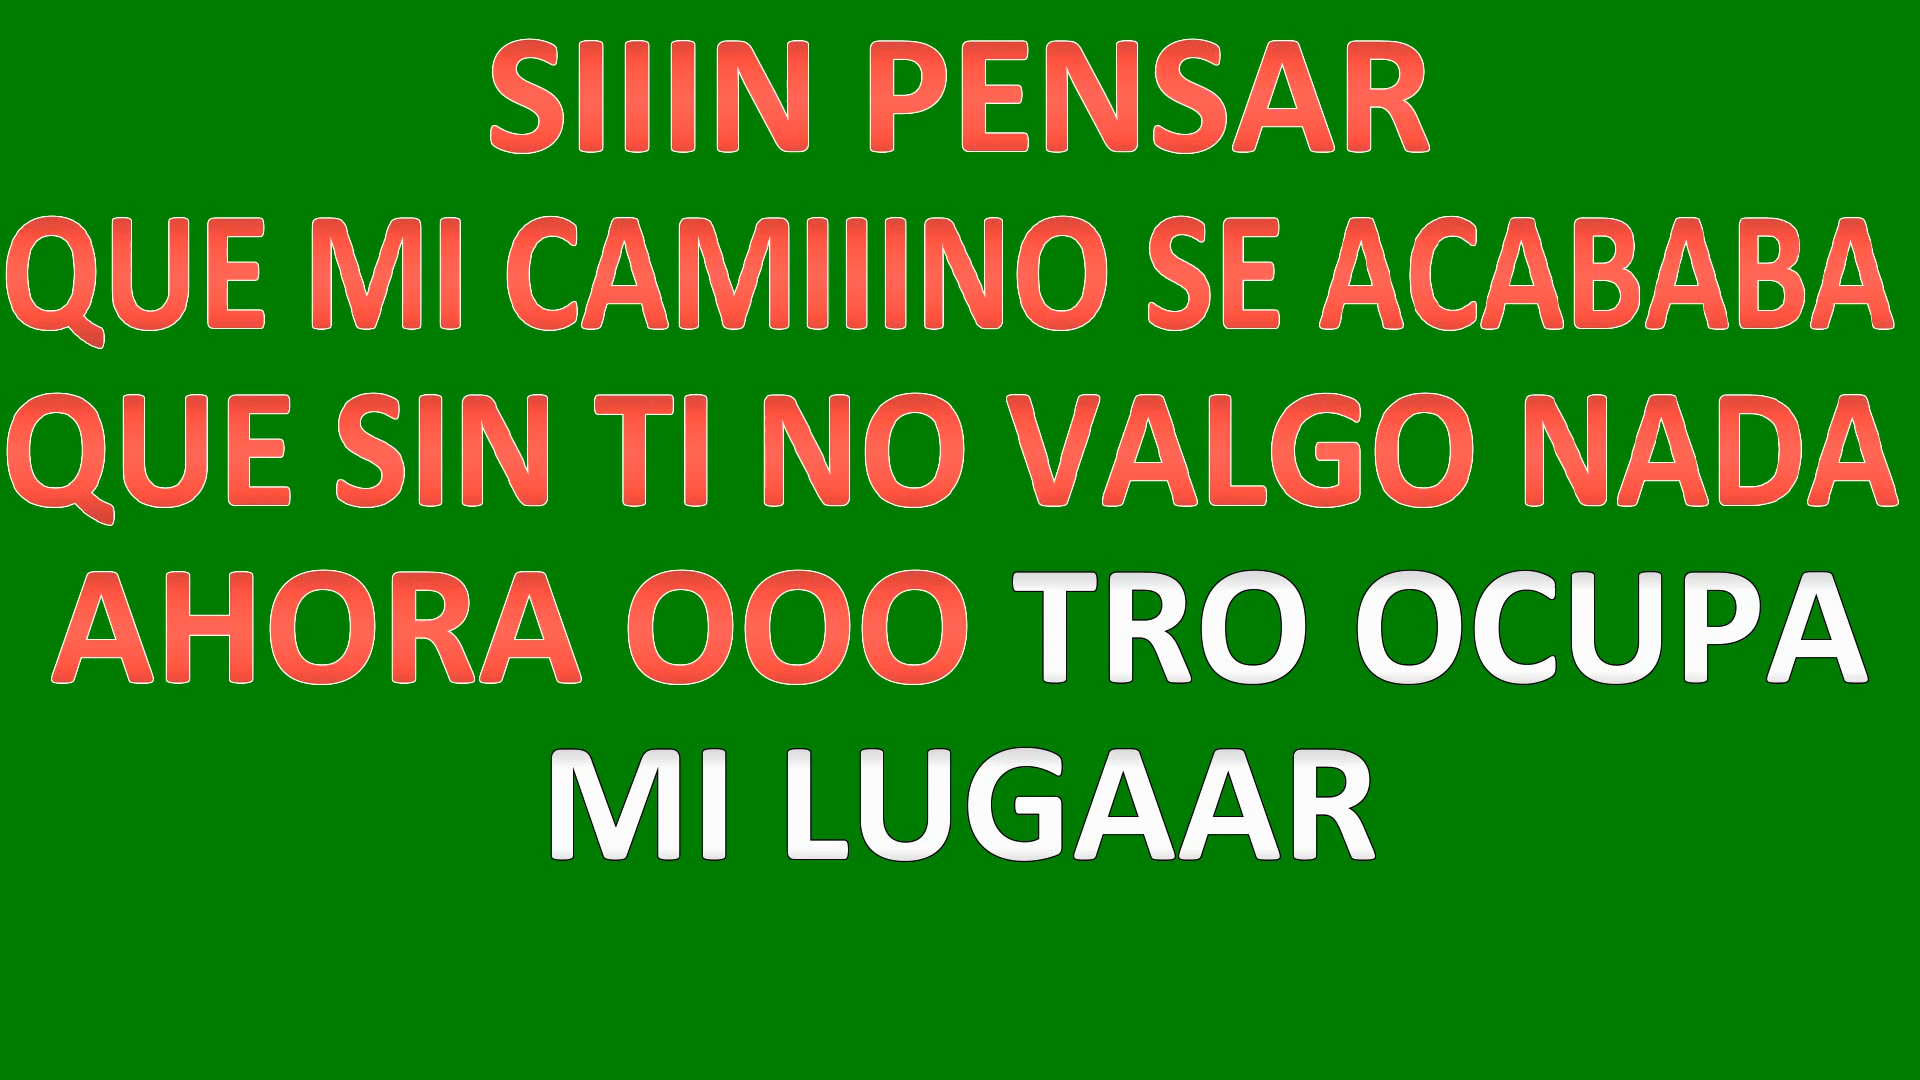 SIIIN PENSAR
QUE MI CAMIIINO SE ACABABA
QUE SIN TI NO VALGO NADA
AHORA OOO TRO OCUPA
MI LUGAAR